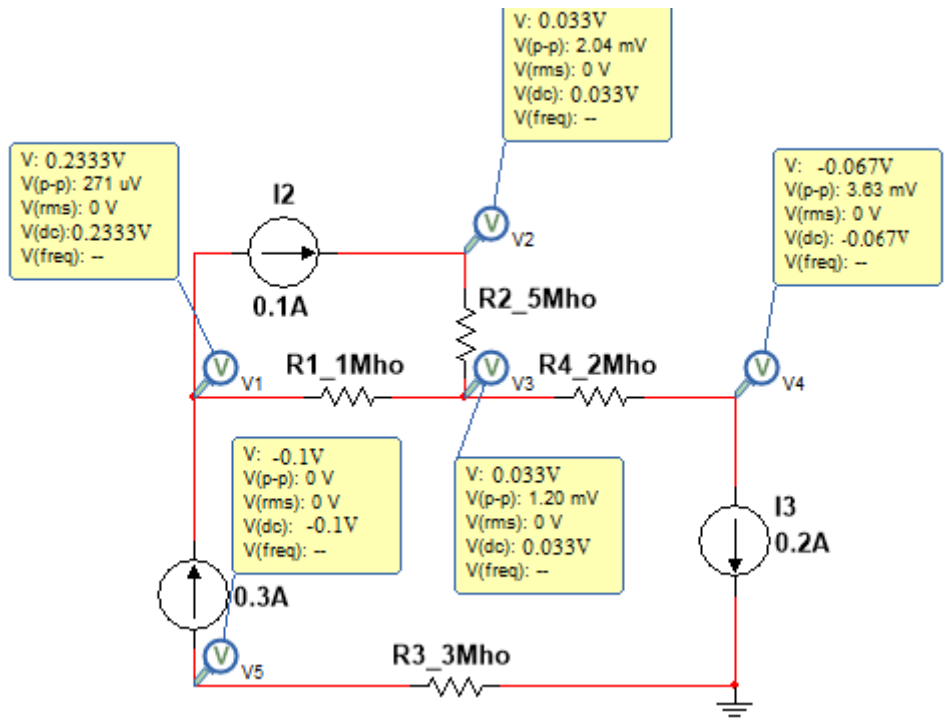 V: 0.033V
V(p-p): 2.04 mV
V(rms): 0 V
V(dc): 0.033V
V(freq): --
V: 0.2333V
V(p-p): 271 uV
V(rms): 0 V
V(dc):0.2333V
V(freq): --
V: -0.067V
V(p-p): 3.63 mV
V(rms): 0 V
V(dc): -0.067V
V(freq): --
I2
0.1A
V
V2
R2_5Mho
V
V1
R1_1Mho
V
V3
R4_2Mho
V
V4
V: -0.1V
V(p-p): 0 V
V(rms): 0 V
V(dc): -0.1V
V(freq): --
V: 0.033V
V(p-p): 1.20 mV
V(rms): 0 V
V(dc): 0.033V
V(freq): --
I3
0.2A
0.3A
V
V5
R3_3Mho